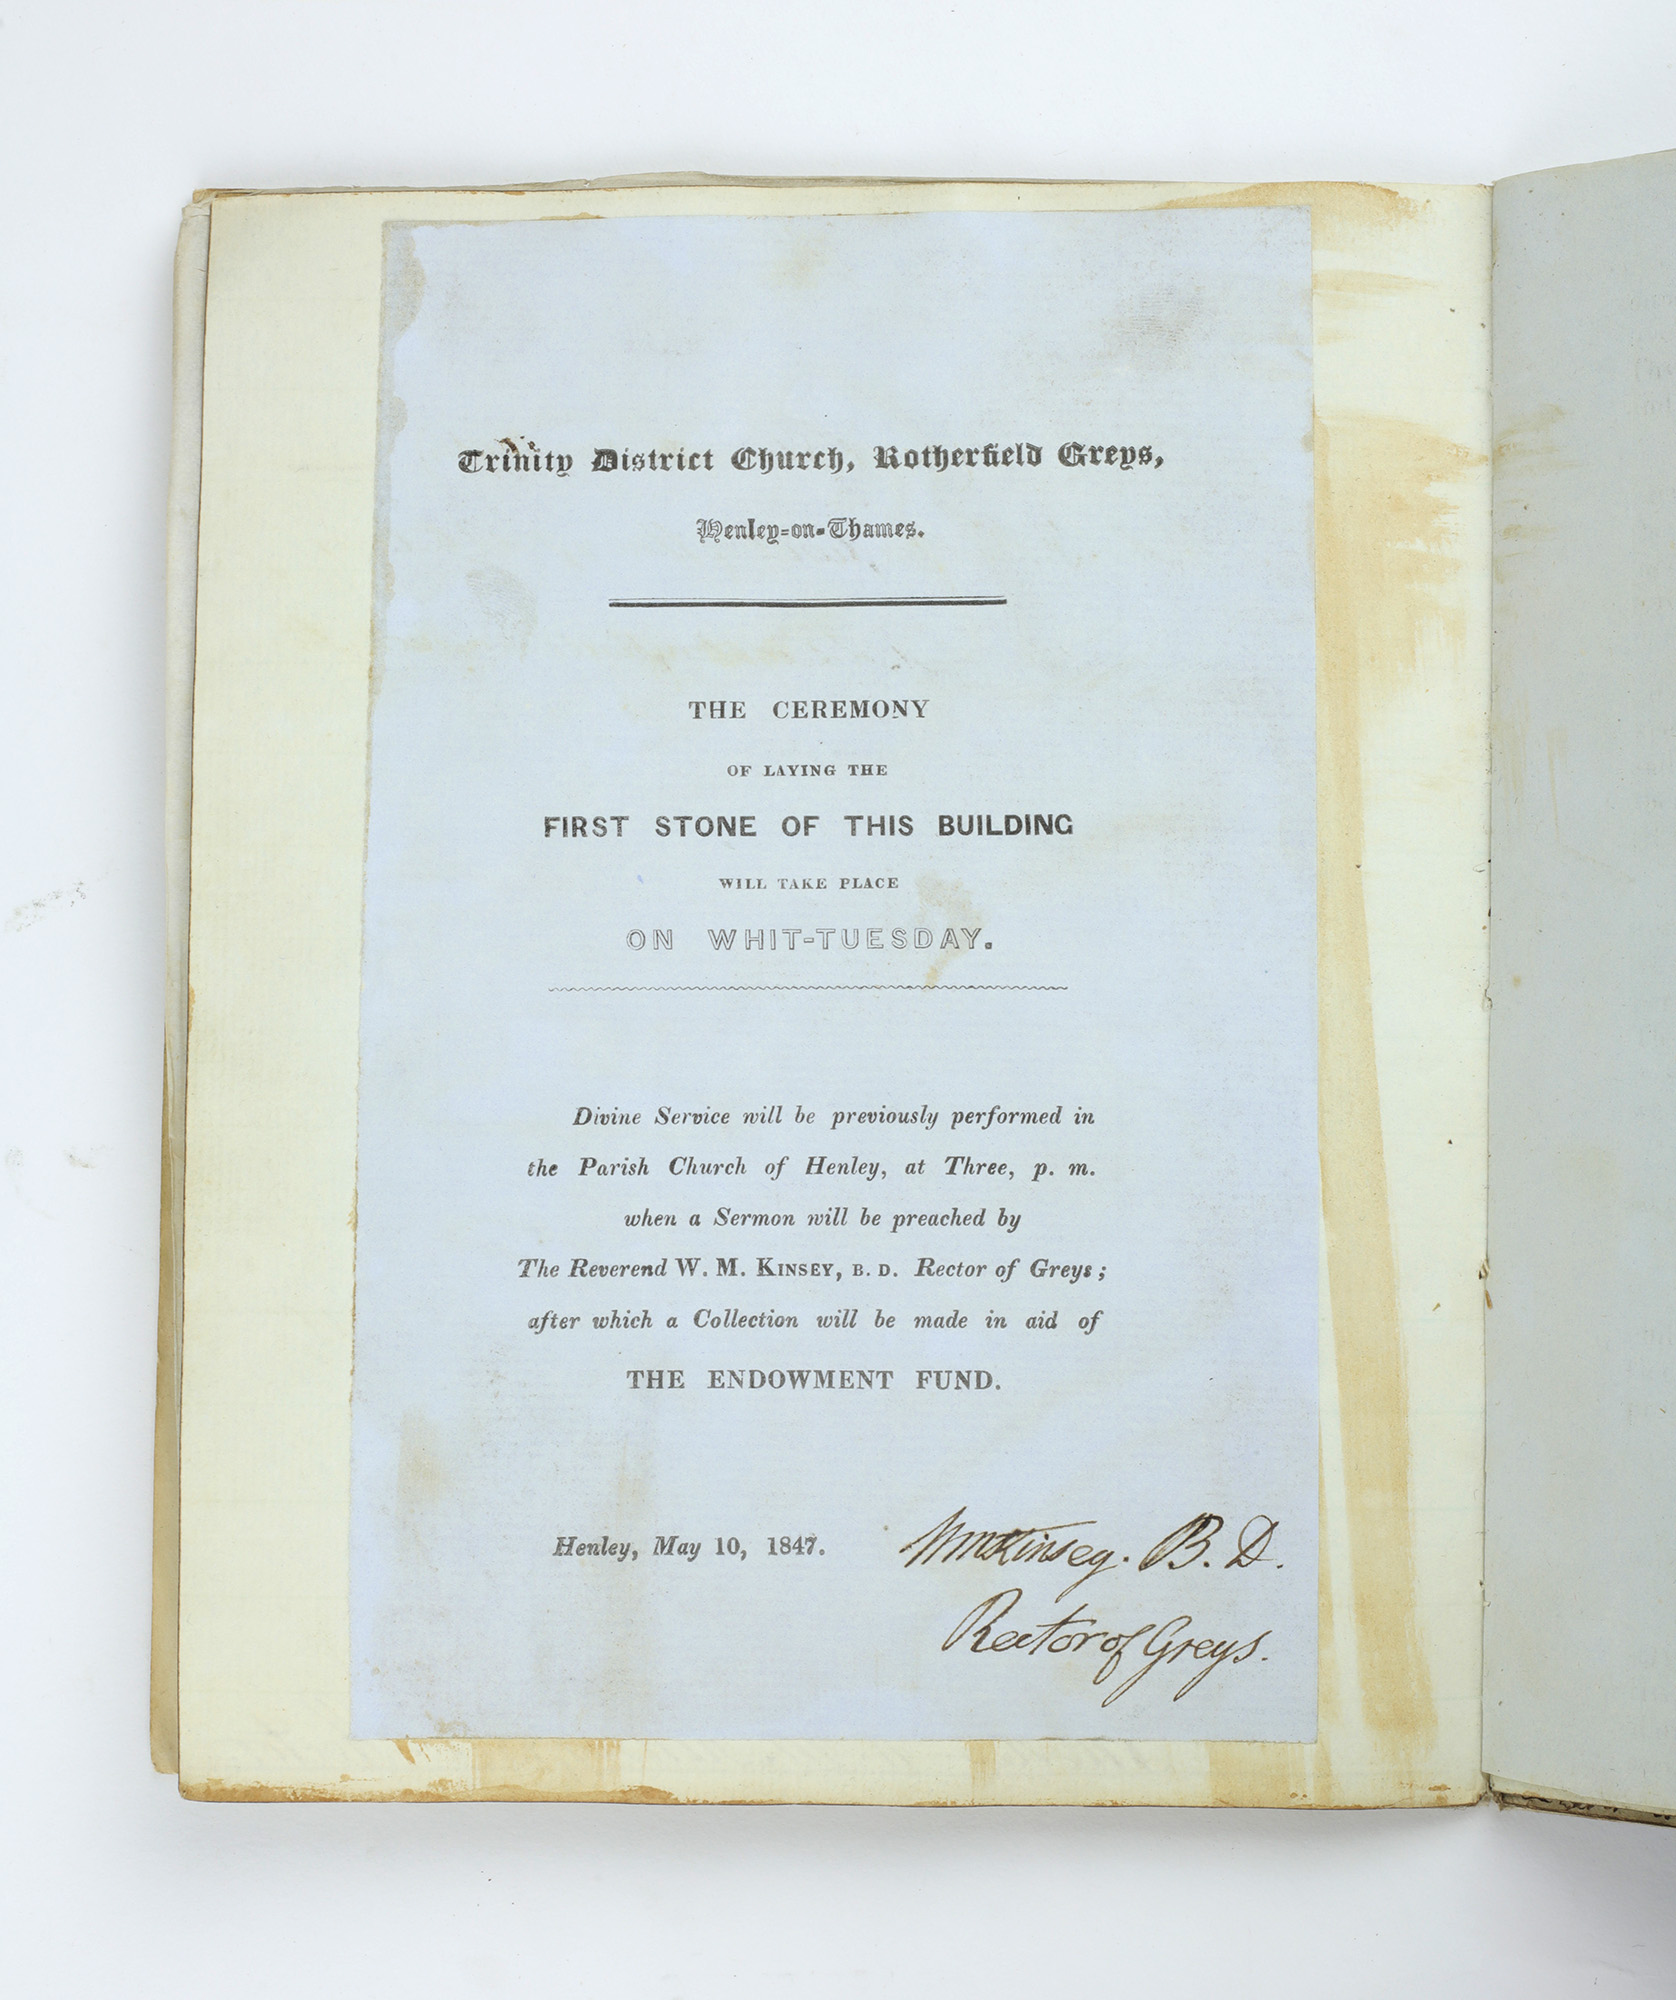 Trinity District Church, Rotherfield Greys,
Henley-on-Thames.
THE CEREMONY
OF LAYING THE
FIRST STONE OF THIS BUILDING
WILL TAKE PLACE
ON WHIT-TUESDAY.
Divine Service will be previously performed in
the Parish Church of Henley, at Three, p. m.
when a Sermon will be preached by
The Reverend W. M. KINSEY, B. D. Rector of Greys;
after which a Collection will be made in aid of
THE ENDOWMENT FUND.
Henley, May 10, 1847. WMKinsey. B. D.
Rector of Greys.